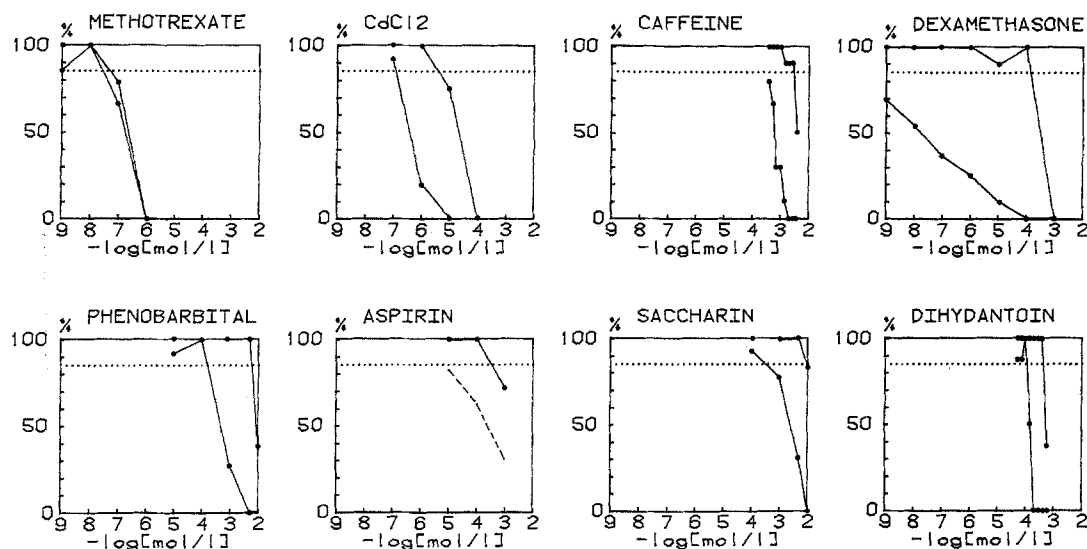 % METHOTREXATE
100
50
0
9 8 7 6 5 4 3 2
-log[mol/l]
% CdCl2
100
50
0
9 8 7 6 5 4 3 2
-log[mol/l]
% CAFFEINE
100
50
0
9 8 7 6 5 4 3 2
-log[mol/l]
% DEXAMETHASONE
100
50
0
9 8 7 6 5 4 3 2
-log[mol/l]
% PHENOBARBITAL
100
50
0
9 8 7 6 5 4 3 2
-log[mol/l]
% ASPIRIN
100
50
0
9 8 7 6 5 4 3 2
-log[mol/l]
% SACCHARIN
100
50
0
9 8 7 6 5 4 3 2
-log[mol/l]
% DIHYDANTOIN
100
50
0
9 8 7 6 5 4 3 2
-log[mol/l]